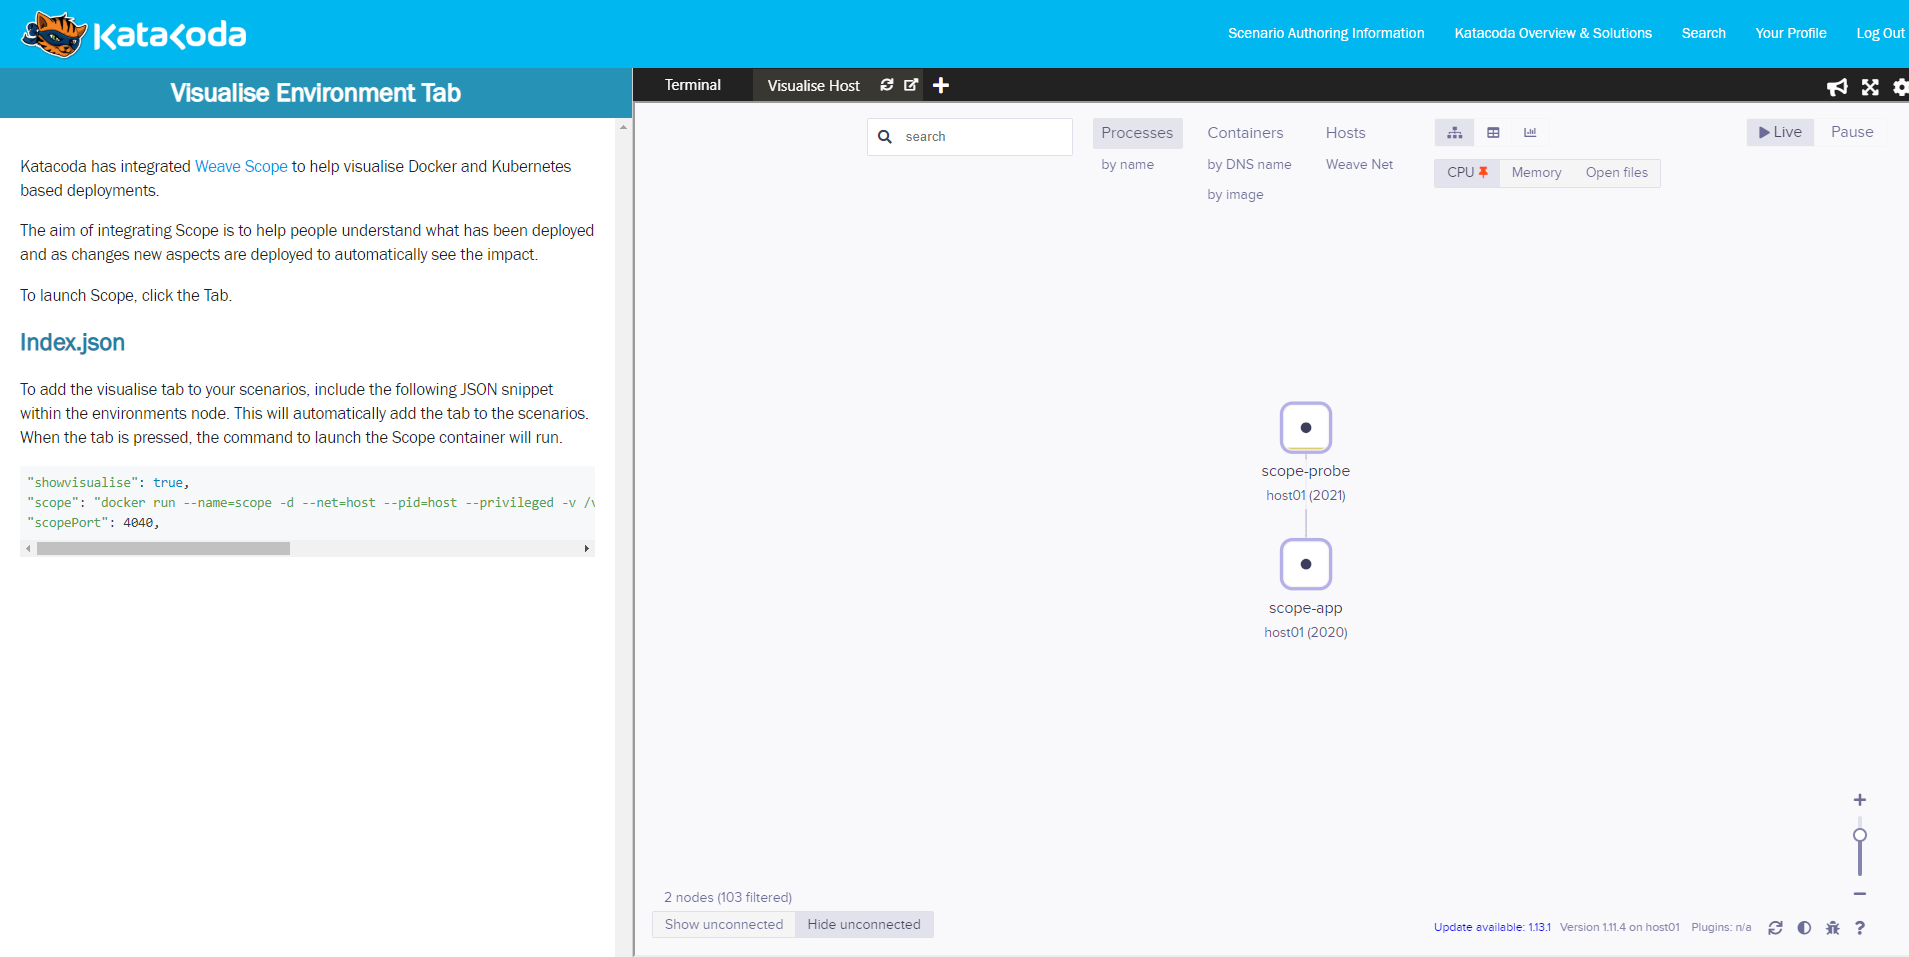 Katacoda
Scenario Authoring Information
Katacoda Overview & Solutions
Search
Your Profile
Log Out
Visualise Environment Tab
Katacoda has integrated Weave Scope to help visualise Docker and Kubernetes
based deployments.
The aim of integrating Scope is to help people understand what has been deployed
and as changes new aspects are deployed to automatically see the impact.
To launch Scope, click the Tab.
Index.json
To add the visualise tab to your scenarios, include the following JSON snippet
within the environments node. This will automatically add the tab to the scenarios.
When the tab is pressed, the command to launch the Scope container will run.
"showvisualise": true,
"scope": "docker run --name=scope -d --net=host --pid=host --privileged -v /v
"scopePort": 4040,
Terminal
Visualise Host
search
Processes
by name
Containers
by DNS name
by image
Hosts
Weave Net
CPU
Memory
Open files
Live
Pause
scope-probe
host01 (2021)
scope-app
host01 (2020)
2 nodes (103 filtered)
Show unconnected
Hide unconnected
Update available: 1.13.1
Version 1.11.4 on host01
Plugins: n/a